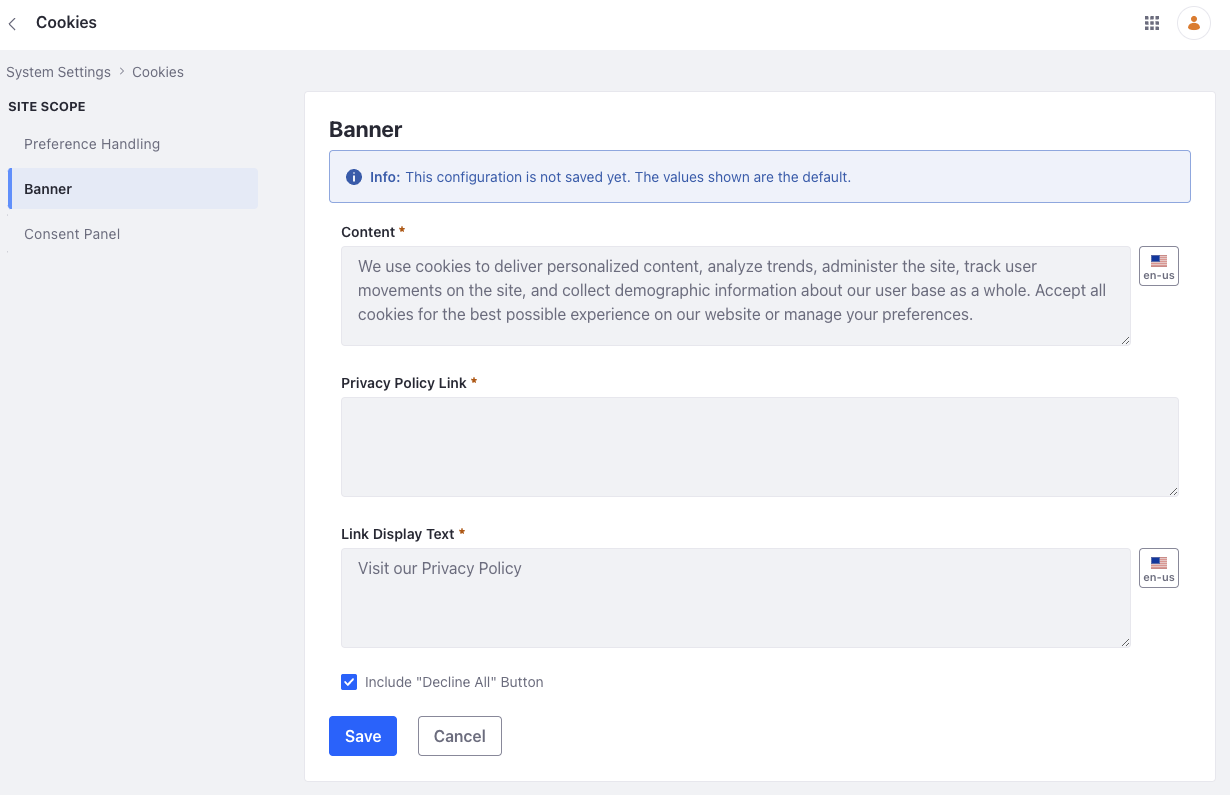 Cookies
System Settings > Cookies
SITE SCOPE
Preference Handling
Banner
Consent Panel
Banner
Info: This configuration is not saved yet. The values shown are the default.
Content *
We use cookies to deliver personalized content, analyze trends, administer the site, track user
movements on the site, and collect demographic information about our user base as a whole. Accept all
cookies for the best possible experience on our website or manage your preferences.
en-us
Privacy Policy Link *
Link Display Text *
Visit our Privacy Policy
en-us
Include "Decline All" Button
Save
Cancel